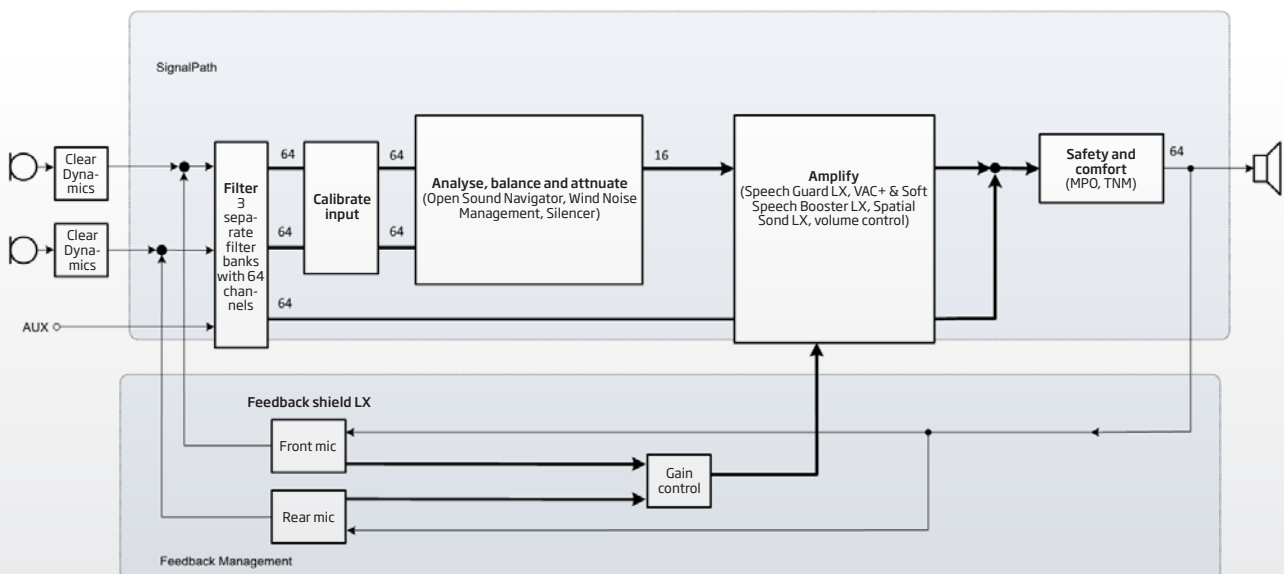 SignalPath
Clear
Dyna-
mics
Clear
Dyna-
mics
AUX
Filter
3
sepa-
rate
filter
banks
with 64
chan-
nels
64
64
64
Calibrate
input
64
64
Analyse, balance and attnuate
(Open Sound Navigator, Wind Noise
Management, Silencer)
16
Amplify
(Speech Guard LX, VAC+ & Soft
Speech Booster LX, Spatial
Sond LX, volume control)
Safety and
comfort
(MPO, TNM)
64
Feedback shield LX
Front mic
Rear mic
Gain
control
Feedback Management